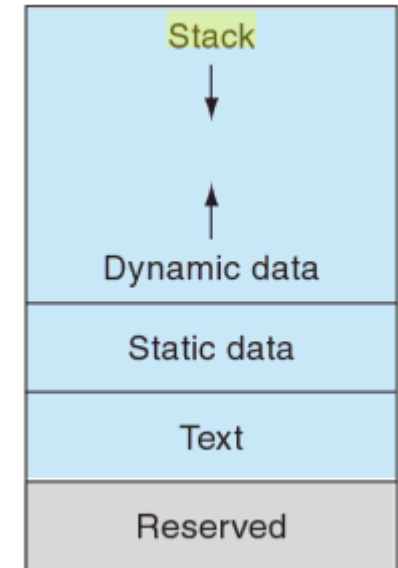 Stack
Dynamic data
Static data
Text
Reserved